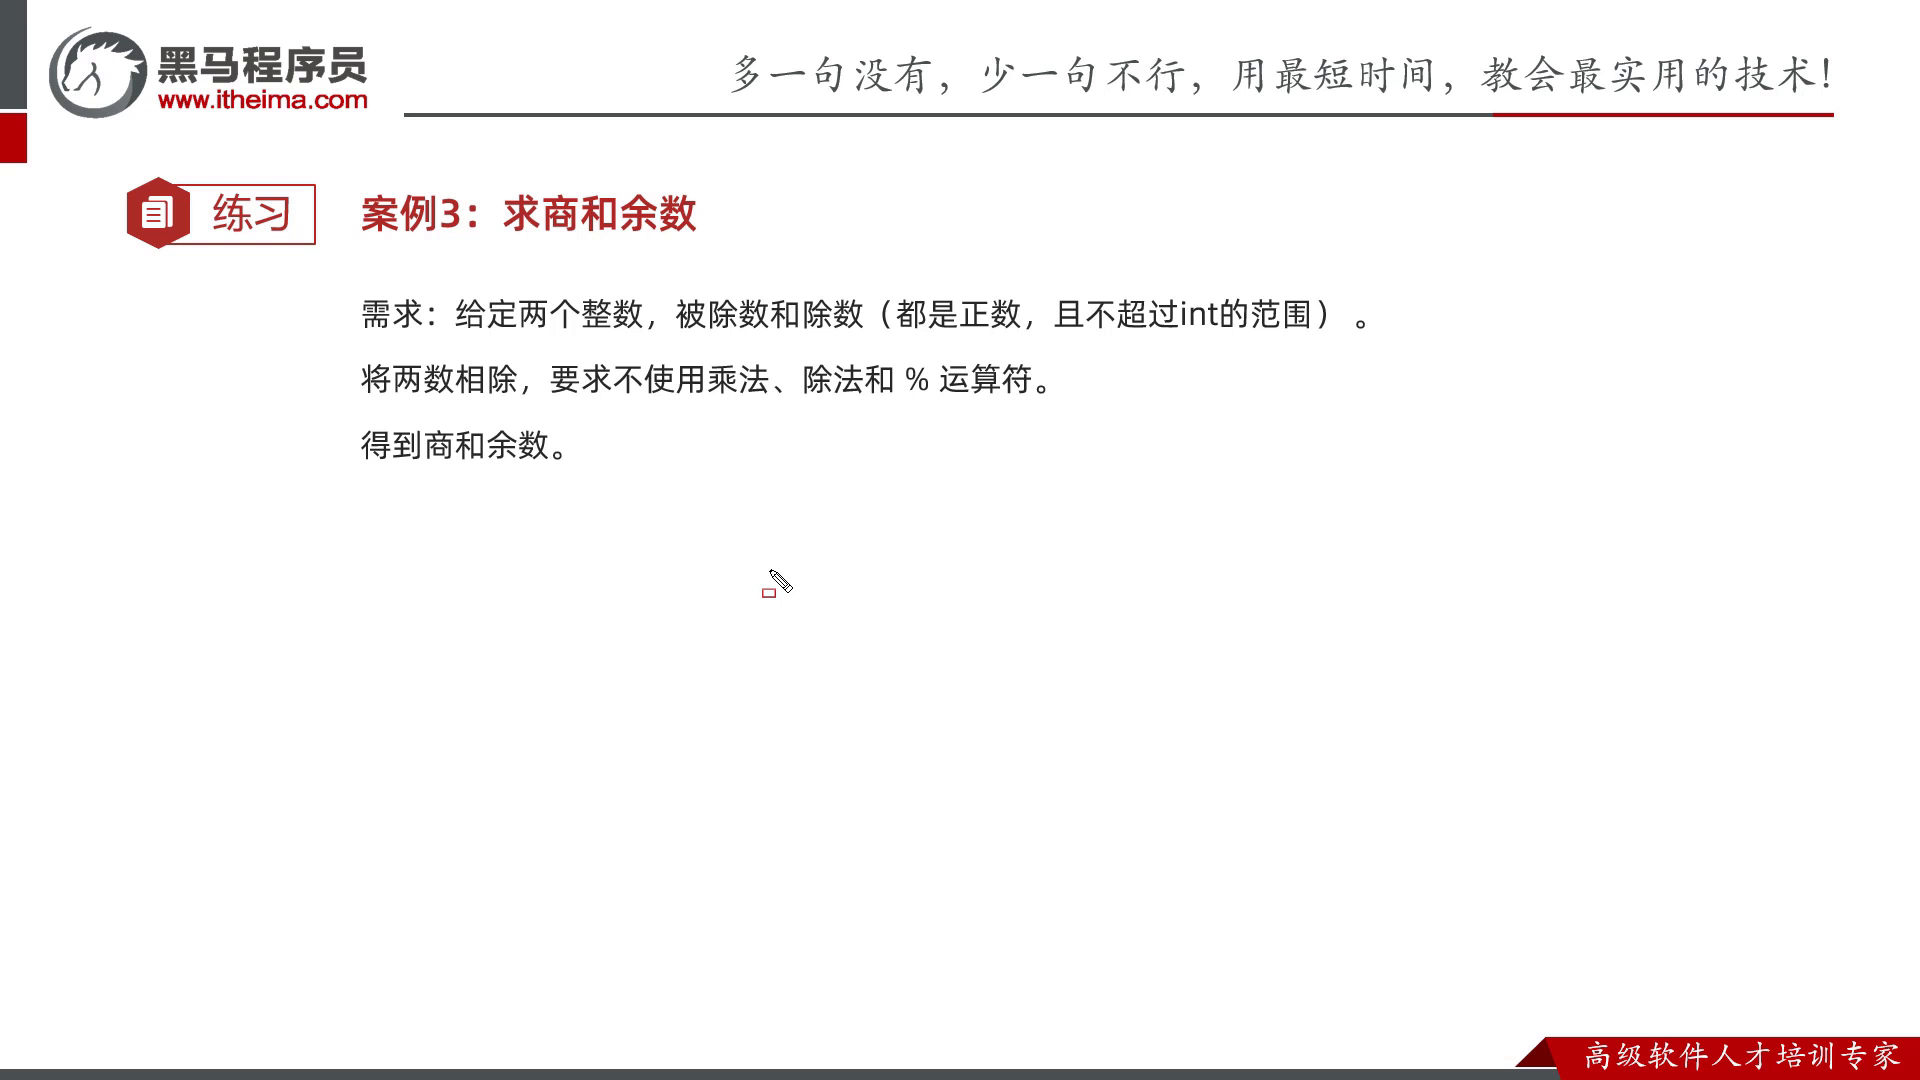 黑马程序员
www.itheima.com
多一句没有，少一句不行，用最短时间，教会最实用的技术！
练习
案例3：求商和余数
需求：给定两个整数，被除数和除数（都是正数，且不超过int的范围） 。
将两数相除，要求不使用乘法、除法和 % 运算符。
得到商和余数。
高级软件人才培训专家